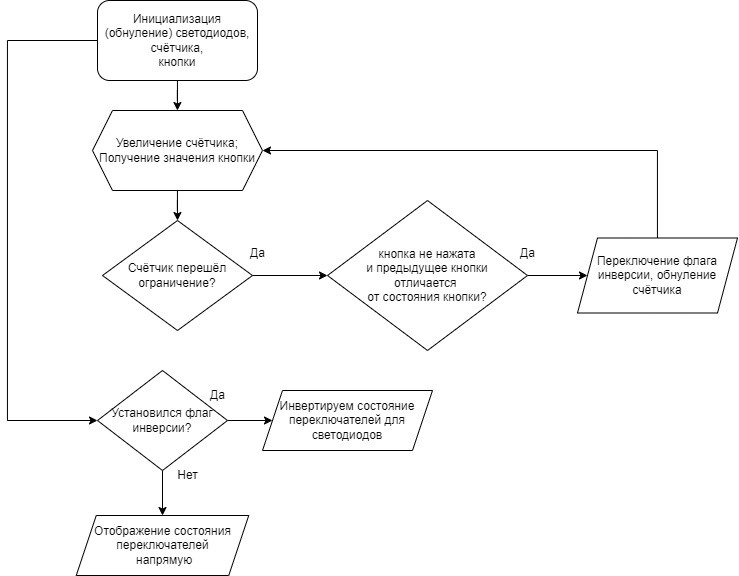 Инициализация
(обнуление) светодиодов,
счётчика,
кнопки
Увеличение счётчика;
Получение значения кнопки
Счётчик перешёл
ограничение?
Да
кнопка не нажата
и предыдущее кнопки
отличается
от состояния кнопки?
Да
Переключение флага
инверсии, обнуление
счётчика
Установился флаг
инверсии?
Да
Инвертируем состояние
переключателей для
светодиодов
Нет
Отображение состояния
переключателей
напрямую